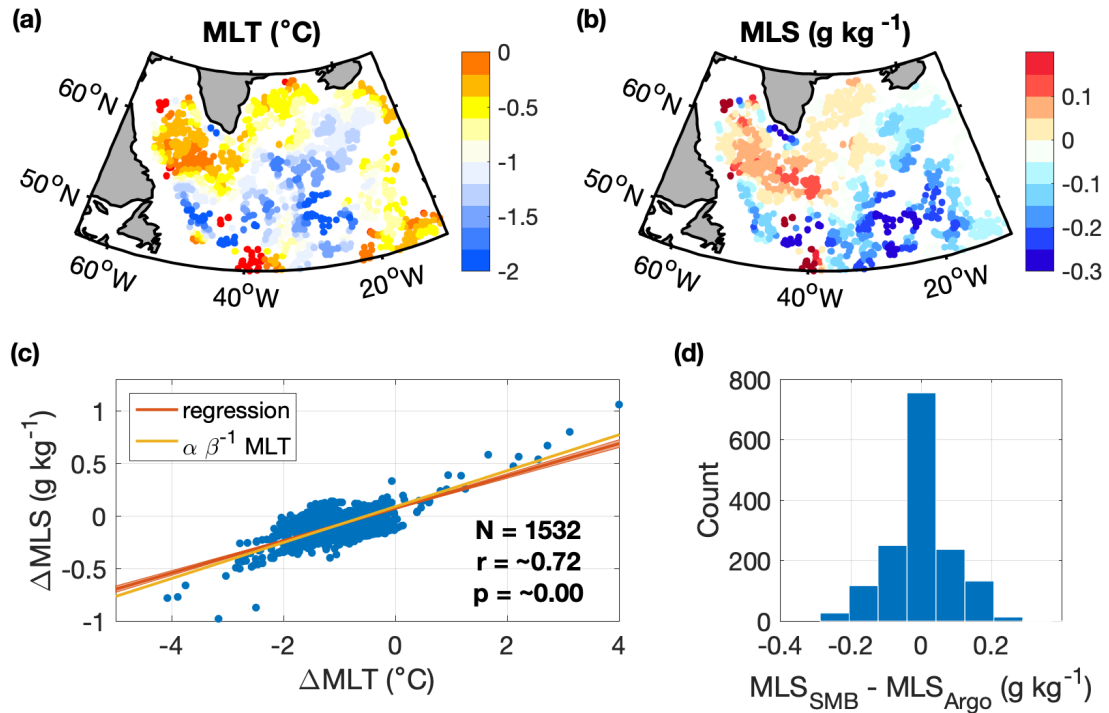 (a)
MLT (°C)
60°N
50°N
60°W
40°W
20°W
0
-0.5
-1
-1.5
-2
(b)
MLS (g kg -1)
60°N
50°N
60°W
40°W
20°W
0.1
0
-0.1
-0.2
-0.3
(c)
ΔMLS (g kg-1)
1
0.5
0
-0.5
-1
regression
α β-1 MLT
N = 1532
r = ~0.72
p = ~0.00
-4
-2
0
2
4
ΔMLT (°C)
(d)
Count
800
600
400
200
0
-0.4
-0.2
0
0.2
MLSSMB - MLSArgo (g kg-1)